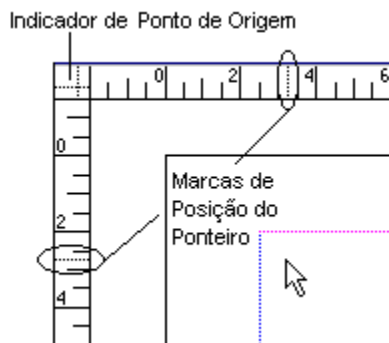 Indicador de Ponto de Origem
0 2 4 6
0
Marcas de
Posição do
Ponteiro
2
4